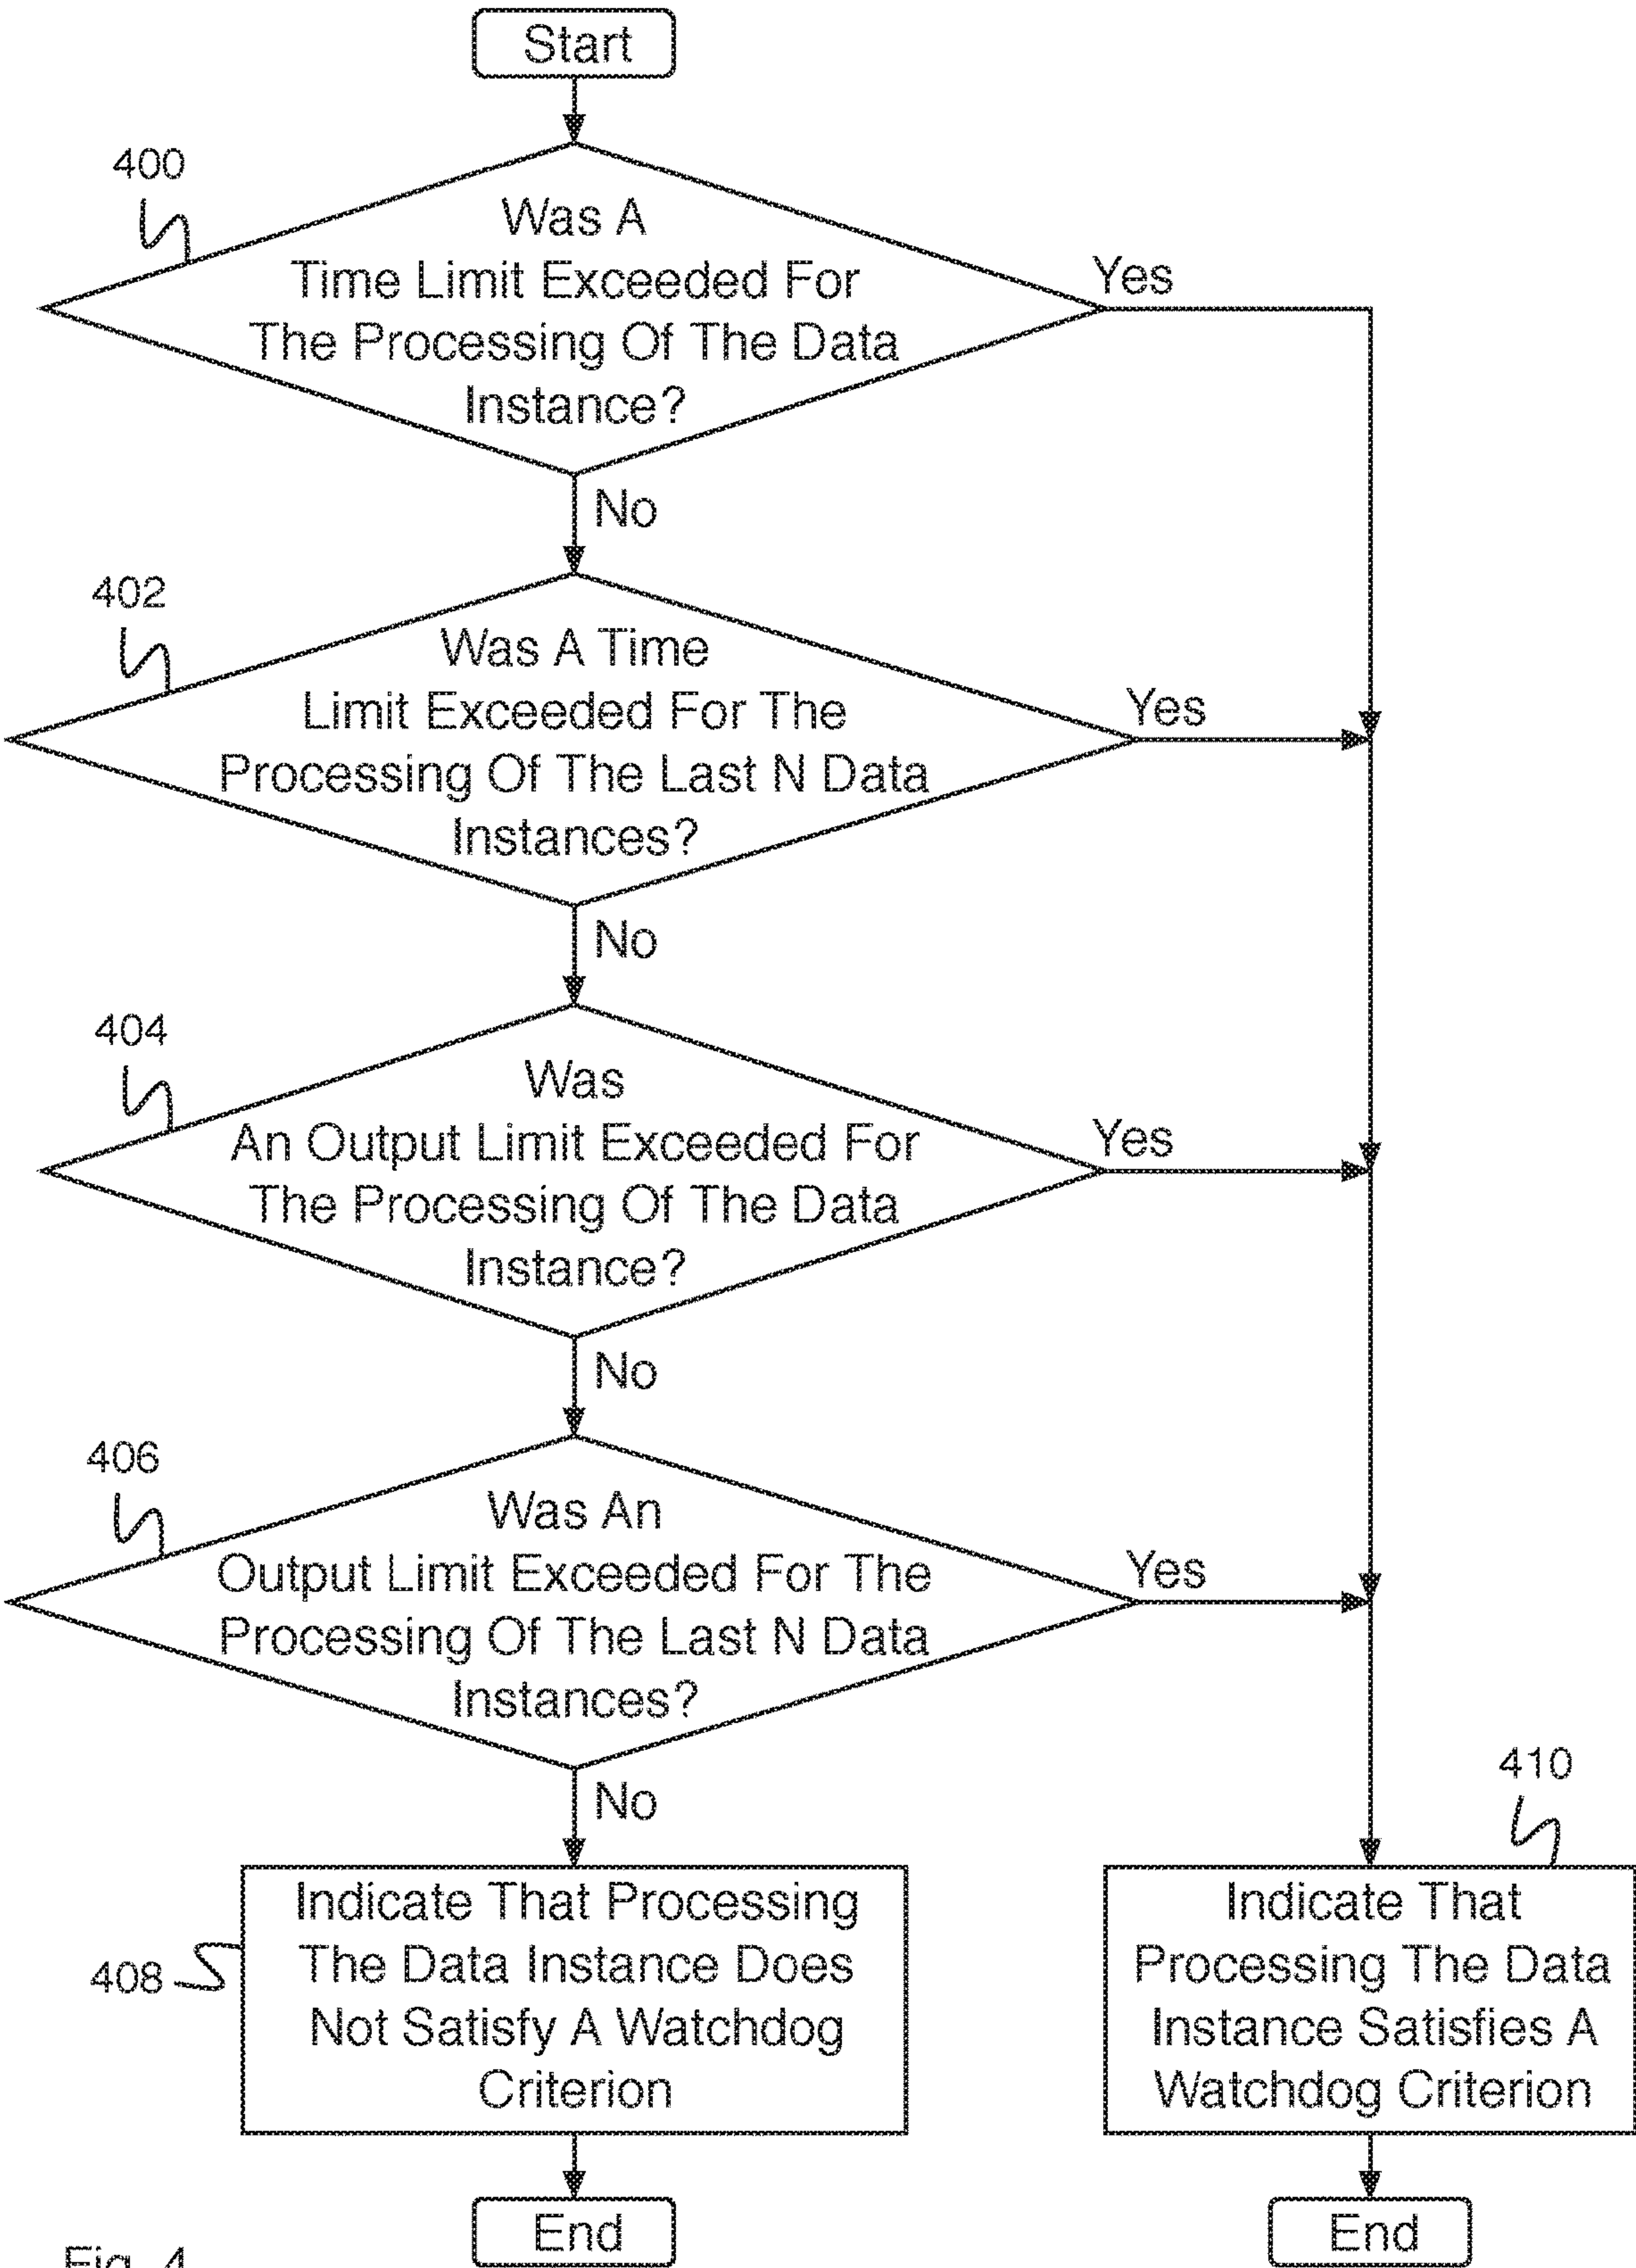 Start
400
Was A
Time Limit Exceeded For
The Processing Of The Data
Instance?
Yes
No
402
Was A Time
Limit Exceeded For The
Processing Of The Last N Data
Instances?
Yes
No
404
Was
An Output Limit Exceeded For
The Processing Of The Data
Instance?
Yes
No
406
Was An
Output Limit Exceeded For The
Processing Of The Last N Data
Instances?
Yes
No
408
Indicate That Processing
The Data Instance Does
Not Satisfy A Watchdog
Criterion
410
Indicate That
Processing The Data
Instance Satisfies A
Watchdog Criterion
End
End
Fig. 4